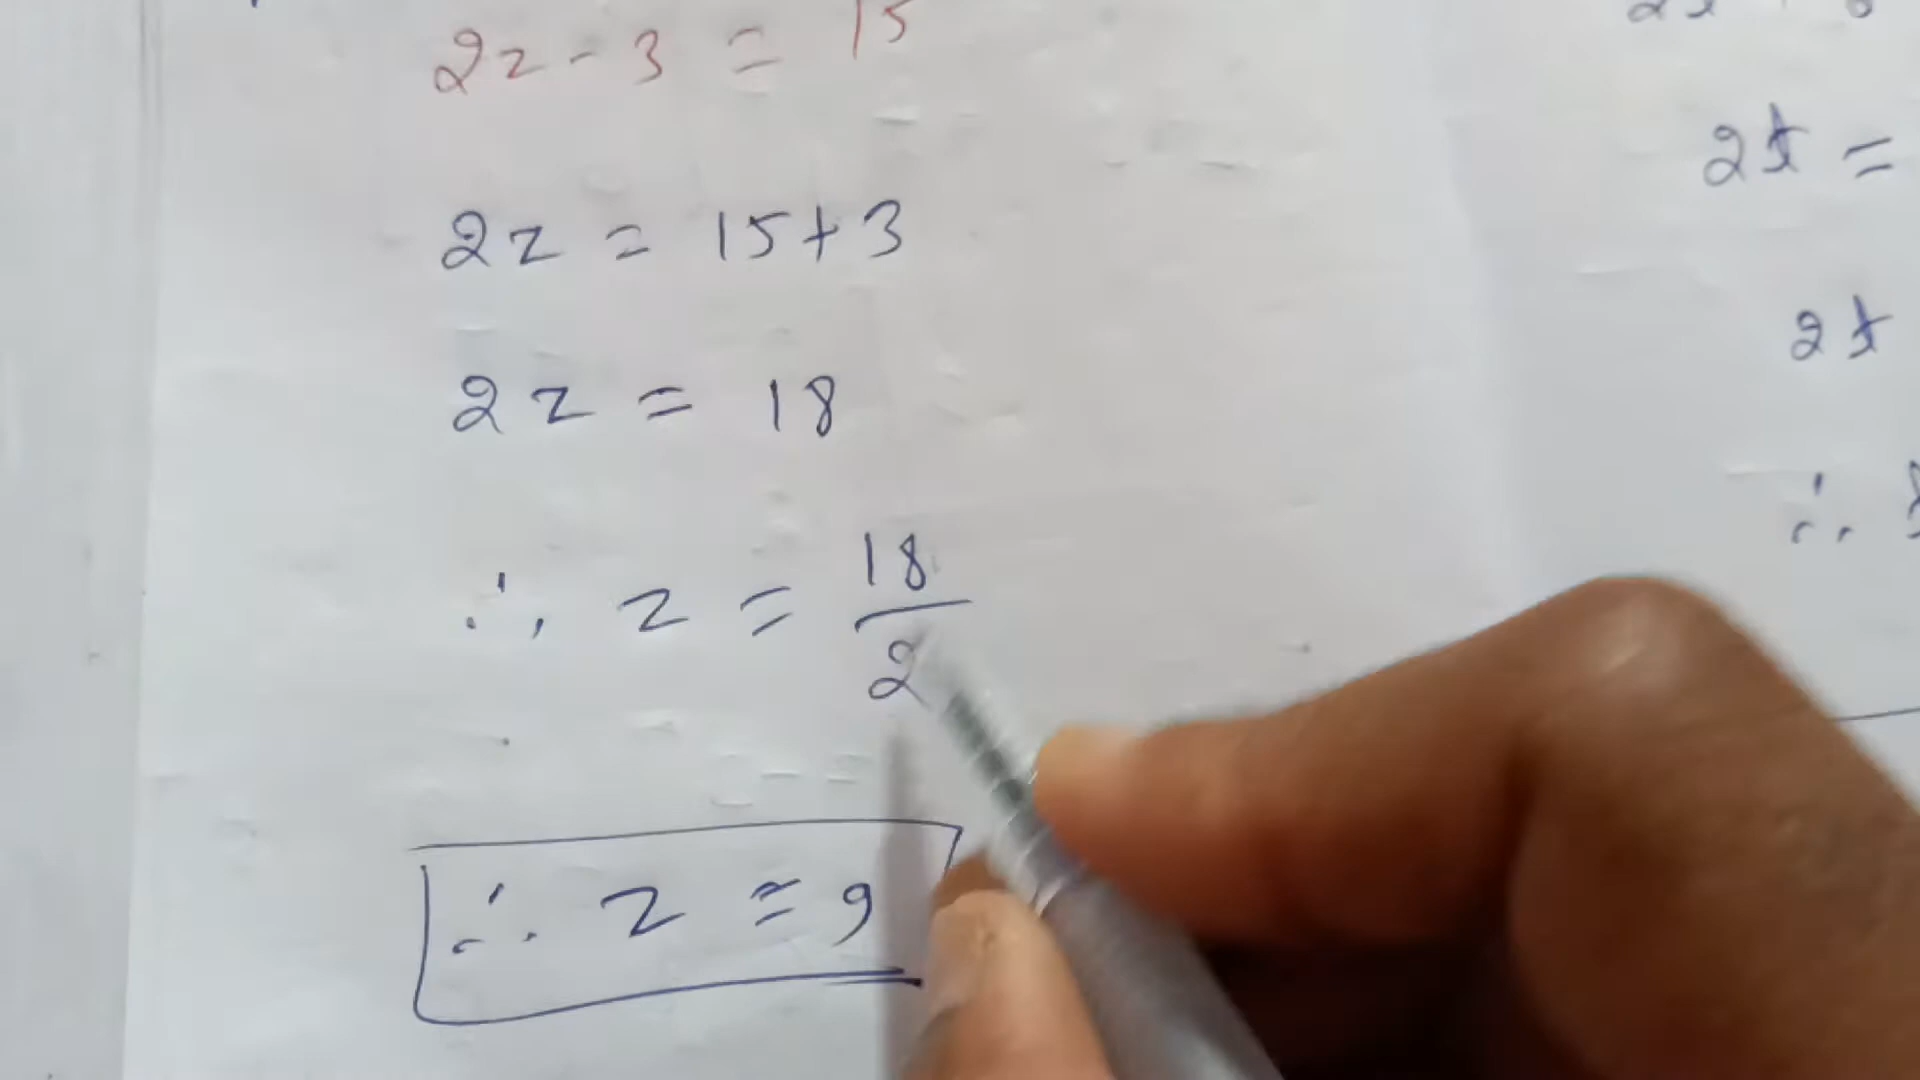 2z - 3 = 15
2z = 15+3
2z = 18
∴ z = 18/2
∴ z = 9
2t =
2t
∴